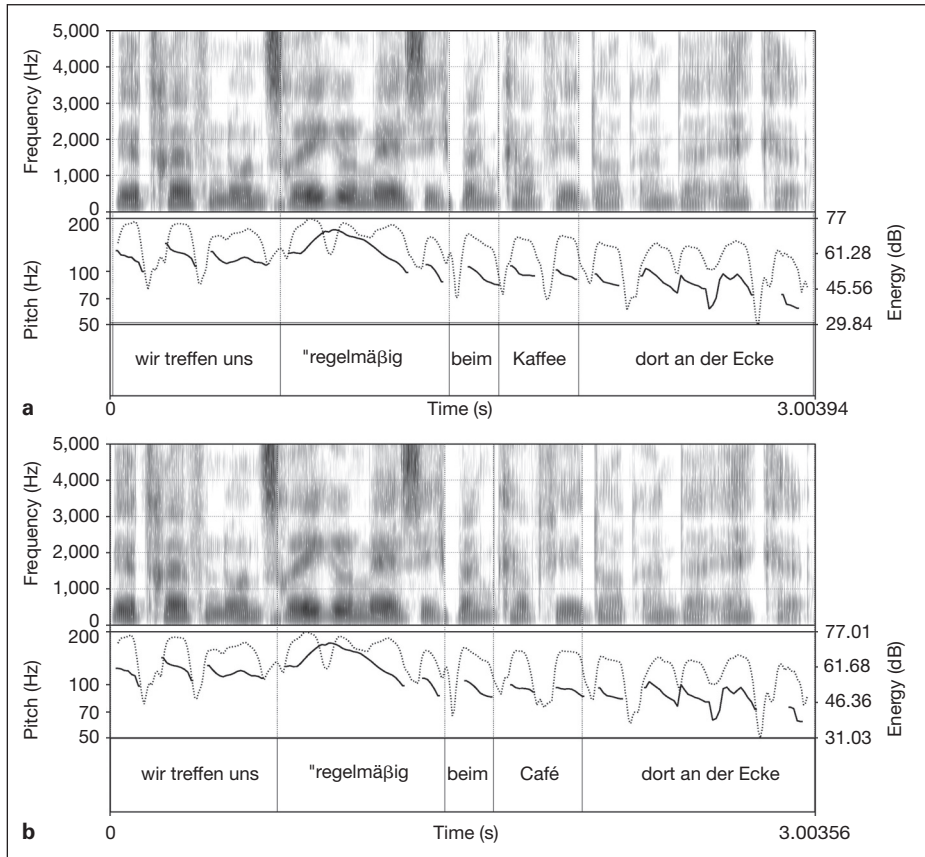 5,000
4,000
3,000
2,000
1,000
0
Frequency (Hz)
200
100
70
50
Pitch (Hz)
77
61.28
45.56
29.84
Energy (dB)
wir treffen uns "regelmäßig beim Kaffee dort an der Ecke
a 0 Time (s) 3.00394
5,000
4,000
3,000
2,000
1,000
0
Frequency (Hz)
200
100
70
50
Pitch (Hz)
77.01
61.68
46.36
31.03
Energy (dB)
wir treffen uns "regelmäßig beim Café dort an der Ecke
b 0 Time (s) 3.00356